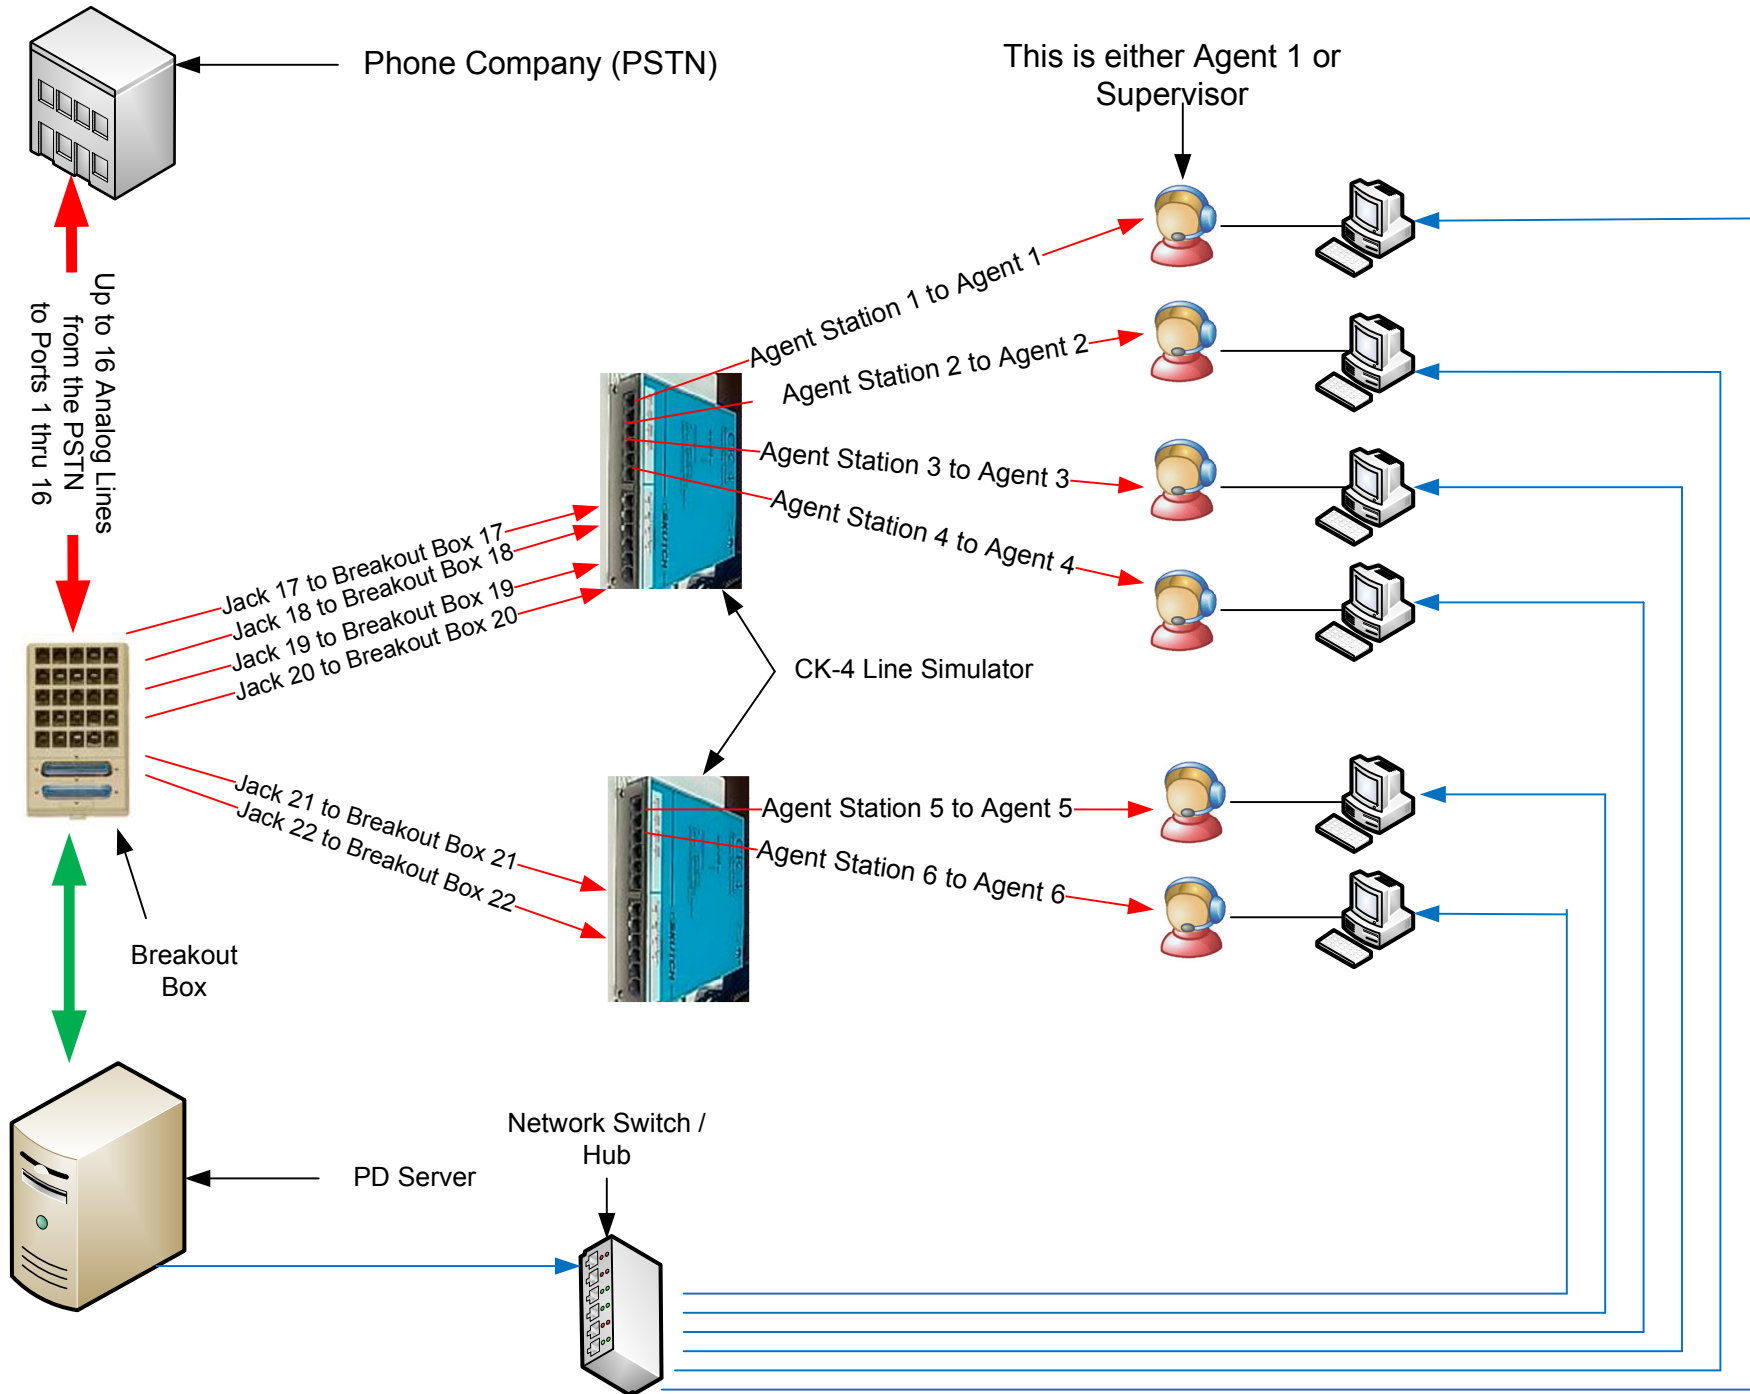 Phone Company (PSTN)
This is either Agent 1 or
Supervisor
Up to 16 Analog Lines
from the PSTN
to Ports 1 thru 16
Agent Station 1 to Agent 1
Agent Station 2 to Agent 2
Agent Station 3 to Agent 3
Agent Station 4 to Agent 4
Jack 17 to Breakout Box 17
Jack 18 to Breakout Box 18
Jack 19 to Breakout Box 19
Jack 20 to Breakout Box 20
SKUTCH
CK-4 Line Simulator
Jack 21 to Breakout Box 21
Jack 22 to Breakout Box 22
Agent Station 5 to Agent 5
Agent Station 6 to Agent 6
SKUTCH
Breakout
Box
Network Switch /
Hub
PD Server